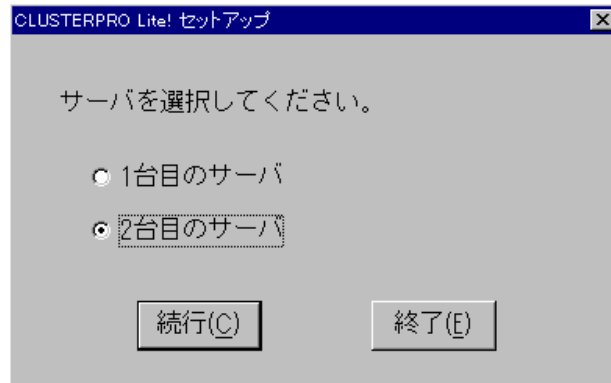 CLUSTERPRO Lite! セットアップ
サーバを選択してください。
1台目のサーバ
2台目のサーバ
続行(C)
終了(E)